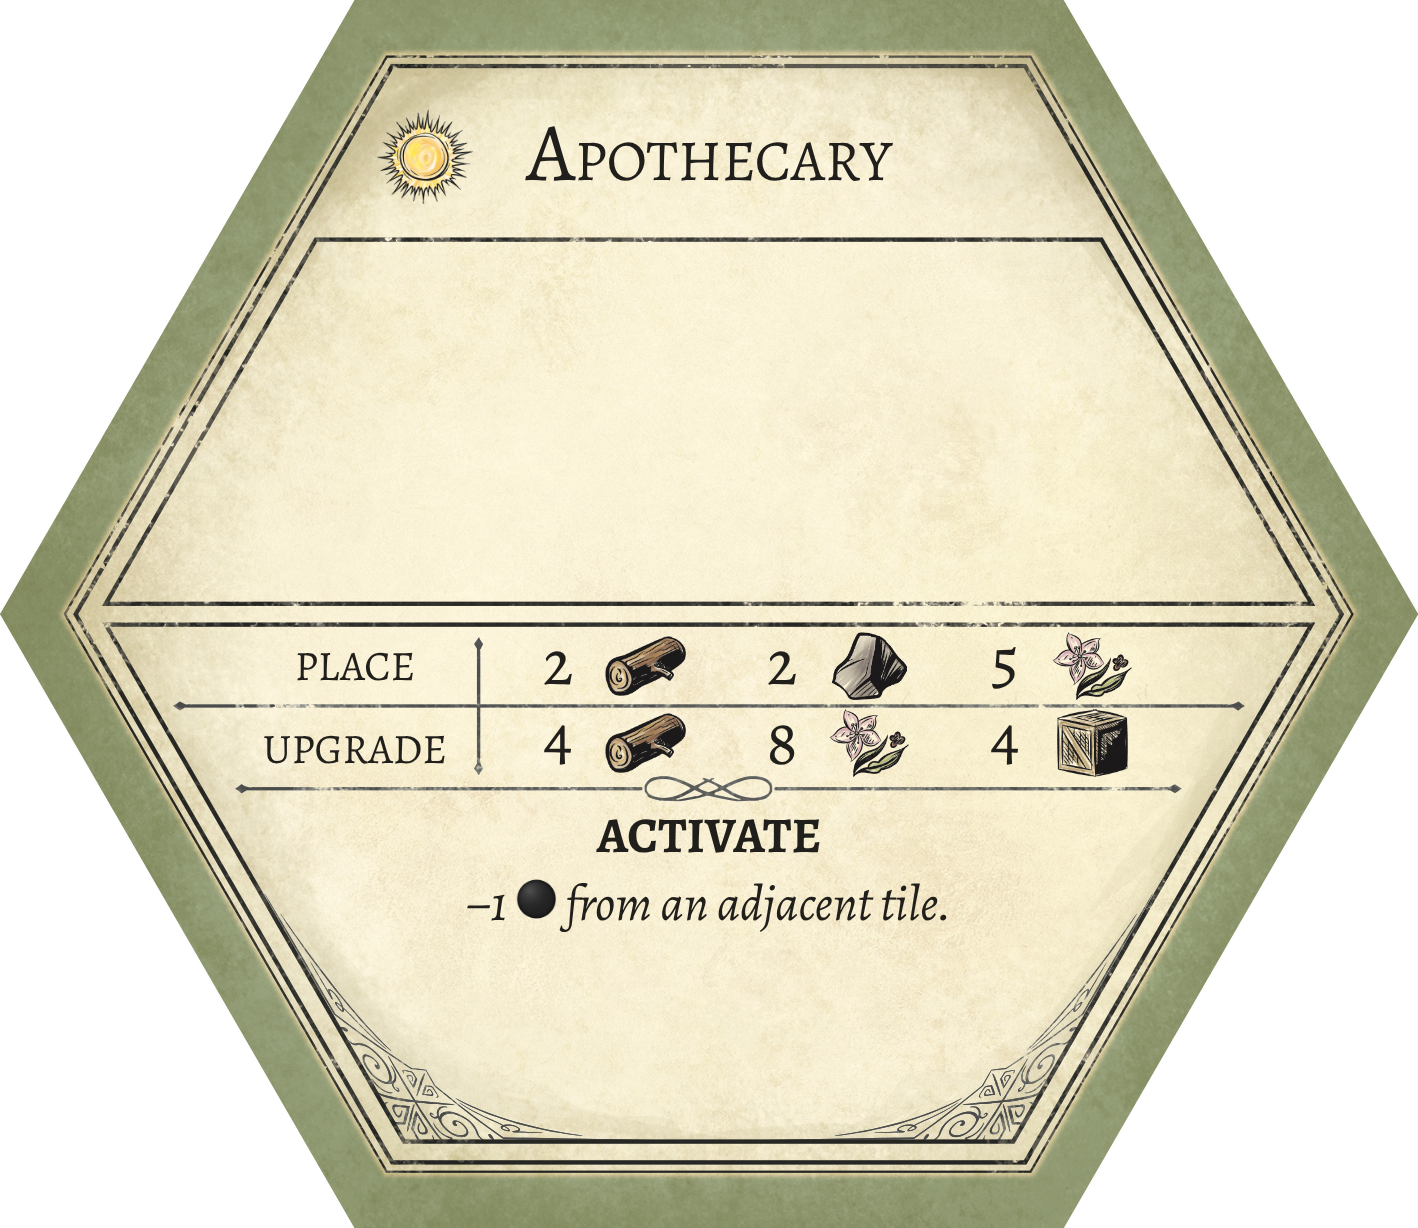 Apothecary
PLACE 2 2 5
UPGRADE 4 8 4
ACTIVATE
–1 from an adjacent tile.